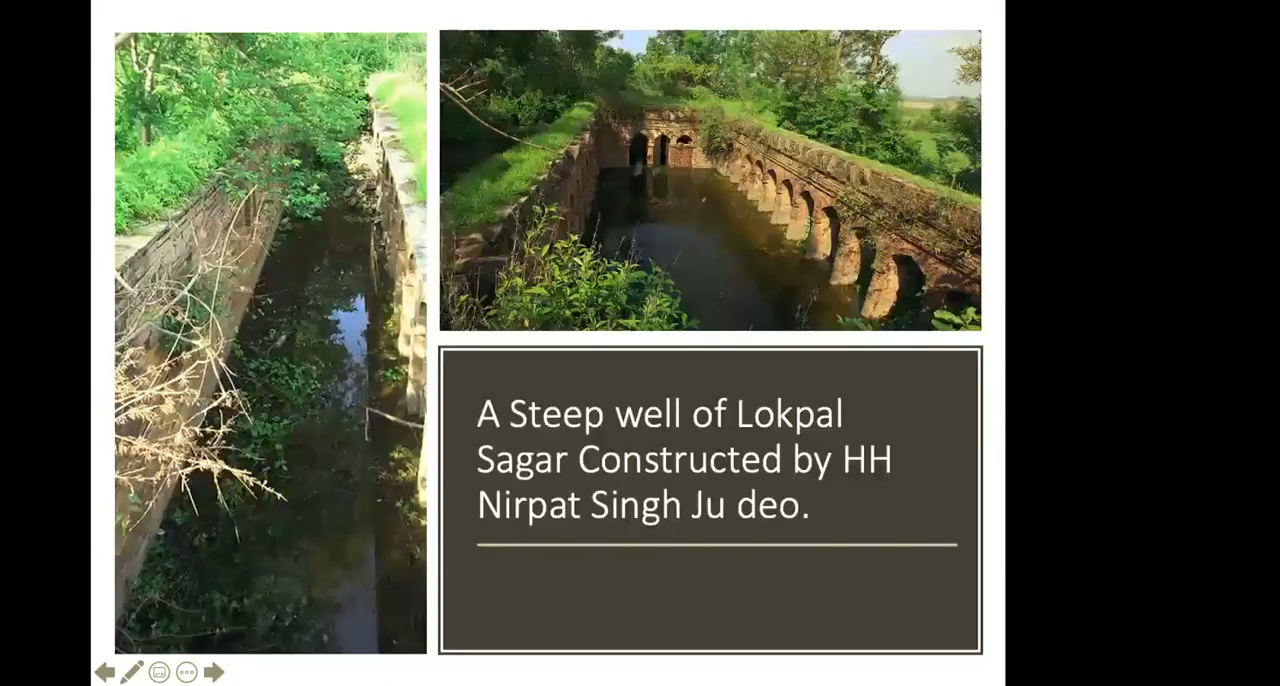 A Steep well of Lokpal
Sagar Constructed by HH
Nirpat Singh Ju deo.